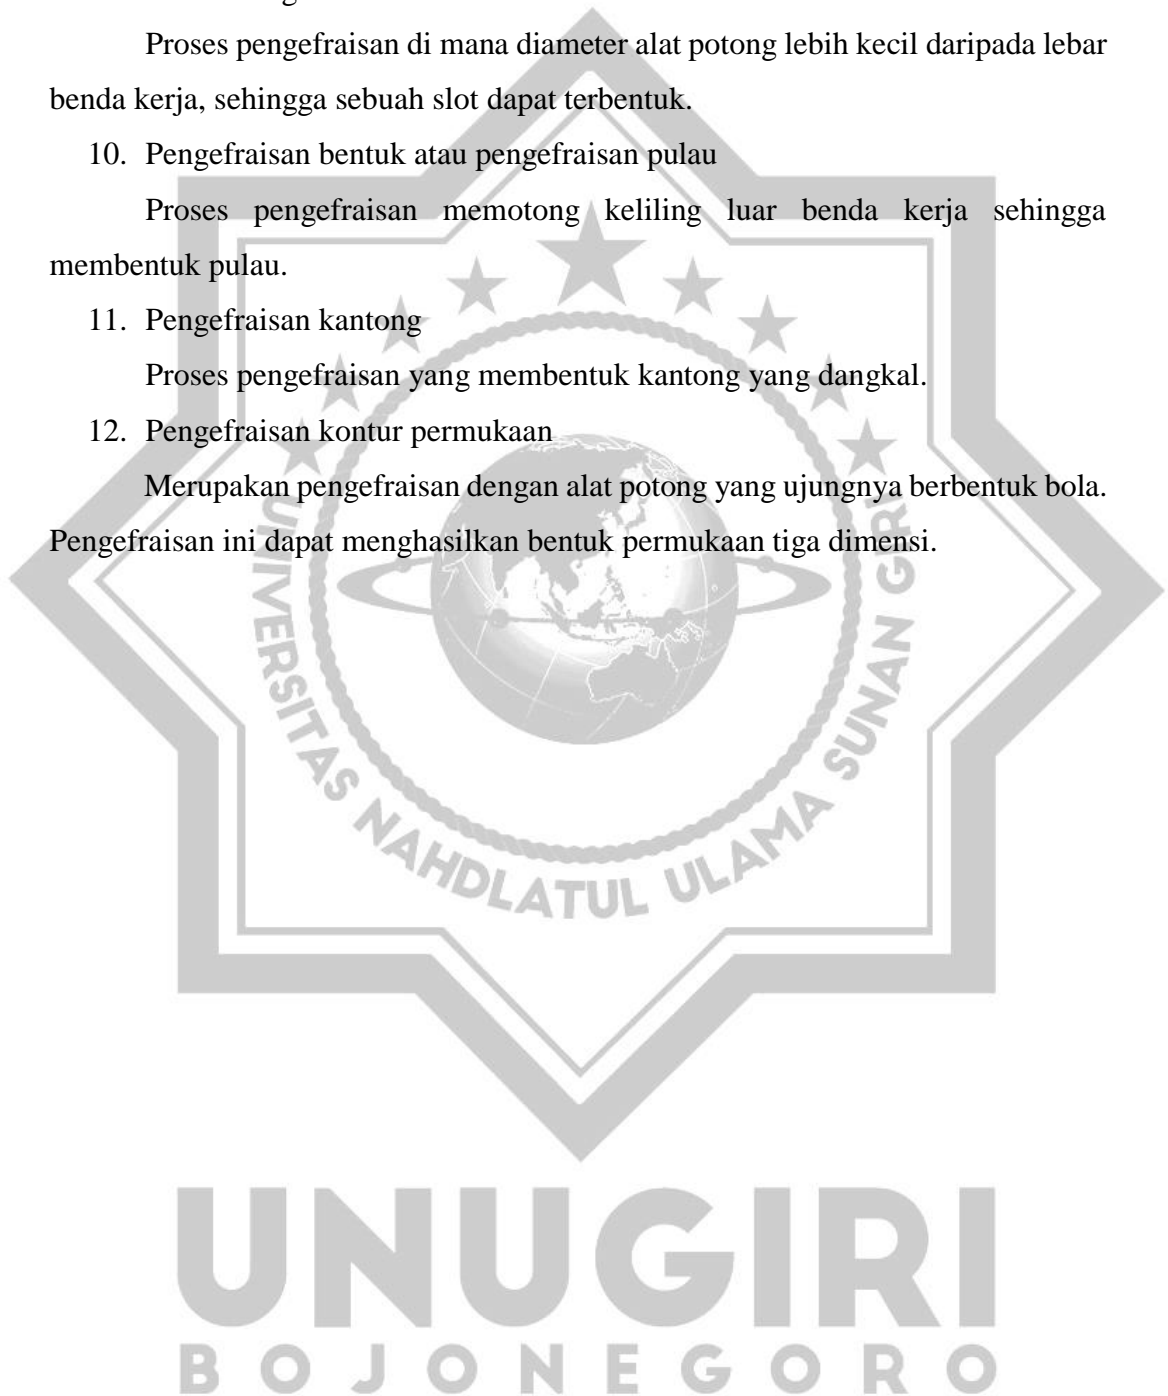 Proses pengefraisan di mana diameter alat potong lebih kecil daripada lebar
benda kerja, sehingga sebuah slot dapat terbentuk.
10. Pengefraisan bentuk atau pengefraisan pulau
Proses pengefraisan memotong keliling luar benda kerja sehingga
membentuk pulau.
11. Pengefraisan kantong
Proses pengefraisan yang membentuk kantong yang dangkal.
12. Pengefraisan kontur permukaan
Merupakan pengefraisan dengan alat potong yang ujungnya berbentuk bola.
Pengefraisan ini dapat menghasilkan bentuk permukaan tiga dimensi.
UNIVERSITAS NAHDLATUL ULAMA SUNAN GIRI
UNUGIRI
BOJONEGORO